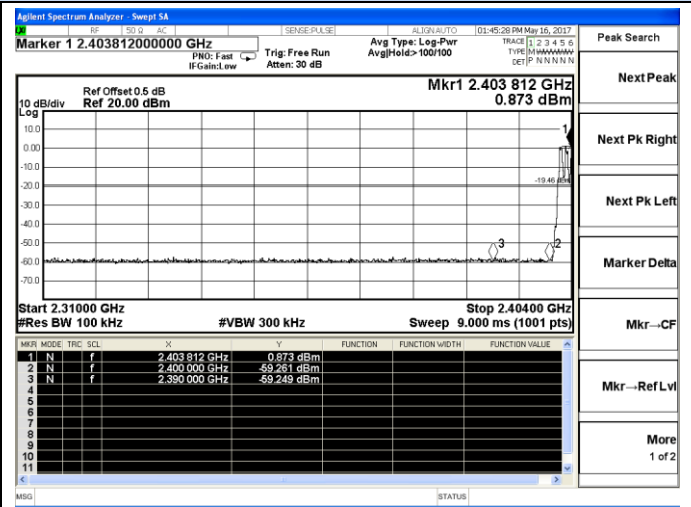 Agilent Spectrum Analyzer - Swept SA
LXI RF 50 Ω AC SENSE:PULSE ALIGN AUTO 01:45:28 PM May 16, 2017
Marker 1 2.403812000000 GHz
PNO: Fast
IFGain:Low
Trig: Free Run
Atten: 30 dB
Avg Type: Log-Pwr
Avg|Hold:>100/100
TRACE 1 2 3 4 5 6
TYPE M WWWWW
DET P N N N N N
Peak Search
Next Peak
Next Pk Right
Next Pk Left
Marker Delta
Mkr→CF
Mkr→Ref Lvl
More
1 of 2
Mkr1 2.403 812 GHz
0.873 dBm
Ref Offset 0.5 dB
10 dB/div Ref 20.00 dBm
Log
10.0
0.00
-10.0
-20.0
-30.0
-40.0
-50.0
-60.0
-70.0
1
-19.46 dBm
3
2
Start 2.31000 GHz Stop 2.40400 GHz
#Res BW 100 kHz #VBW 300 kHz Sweep 9.000 ms (1001 pts)
MKR MODE TRC SCL X Y FUNCTION FUNCTION WIDTH FUNCTION VALUE
1 N f 2.403 812 GHz 0.873 dBm
2 N f 2.400 000 GHz -59.261 dBm
3 N f 2.390 000 GHz -59.249 dBm
4
5
6
7
8
9
10
11
MSG STATUS